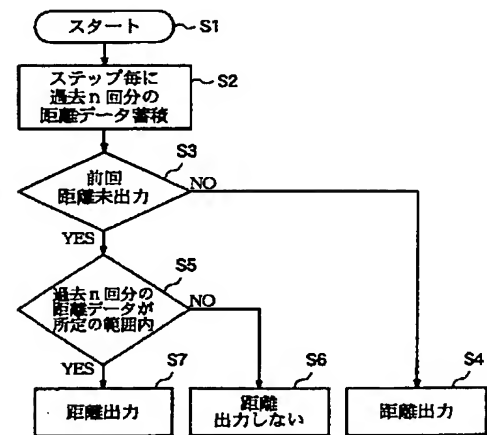 スタート
S1
ステップ毎に
過去n回分の
距離データ蓄積
S2
S3
前回
距離未出力
NO
YES
S5
過去n回分の
距離データが
所定の範囲内
NO
YES
S7
距離出力
S6
距離
出力しない
S4
距離出力